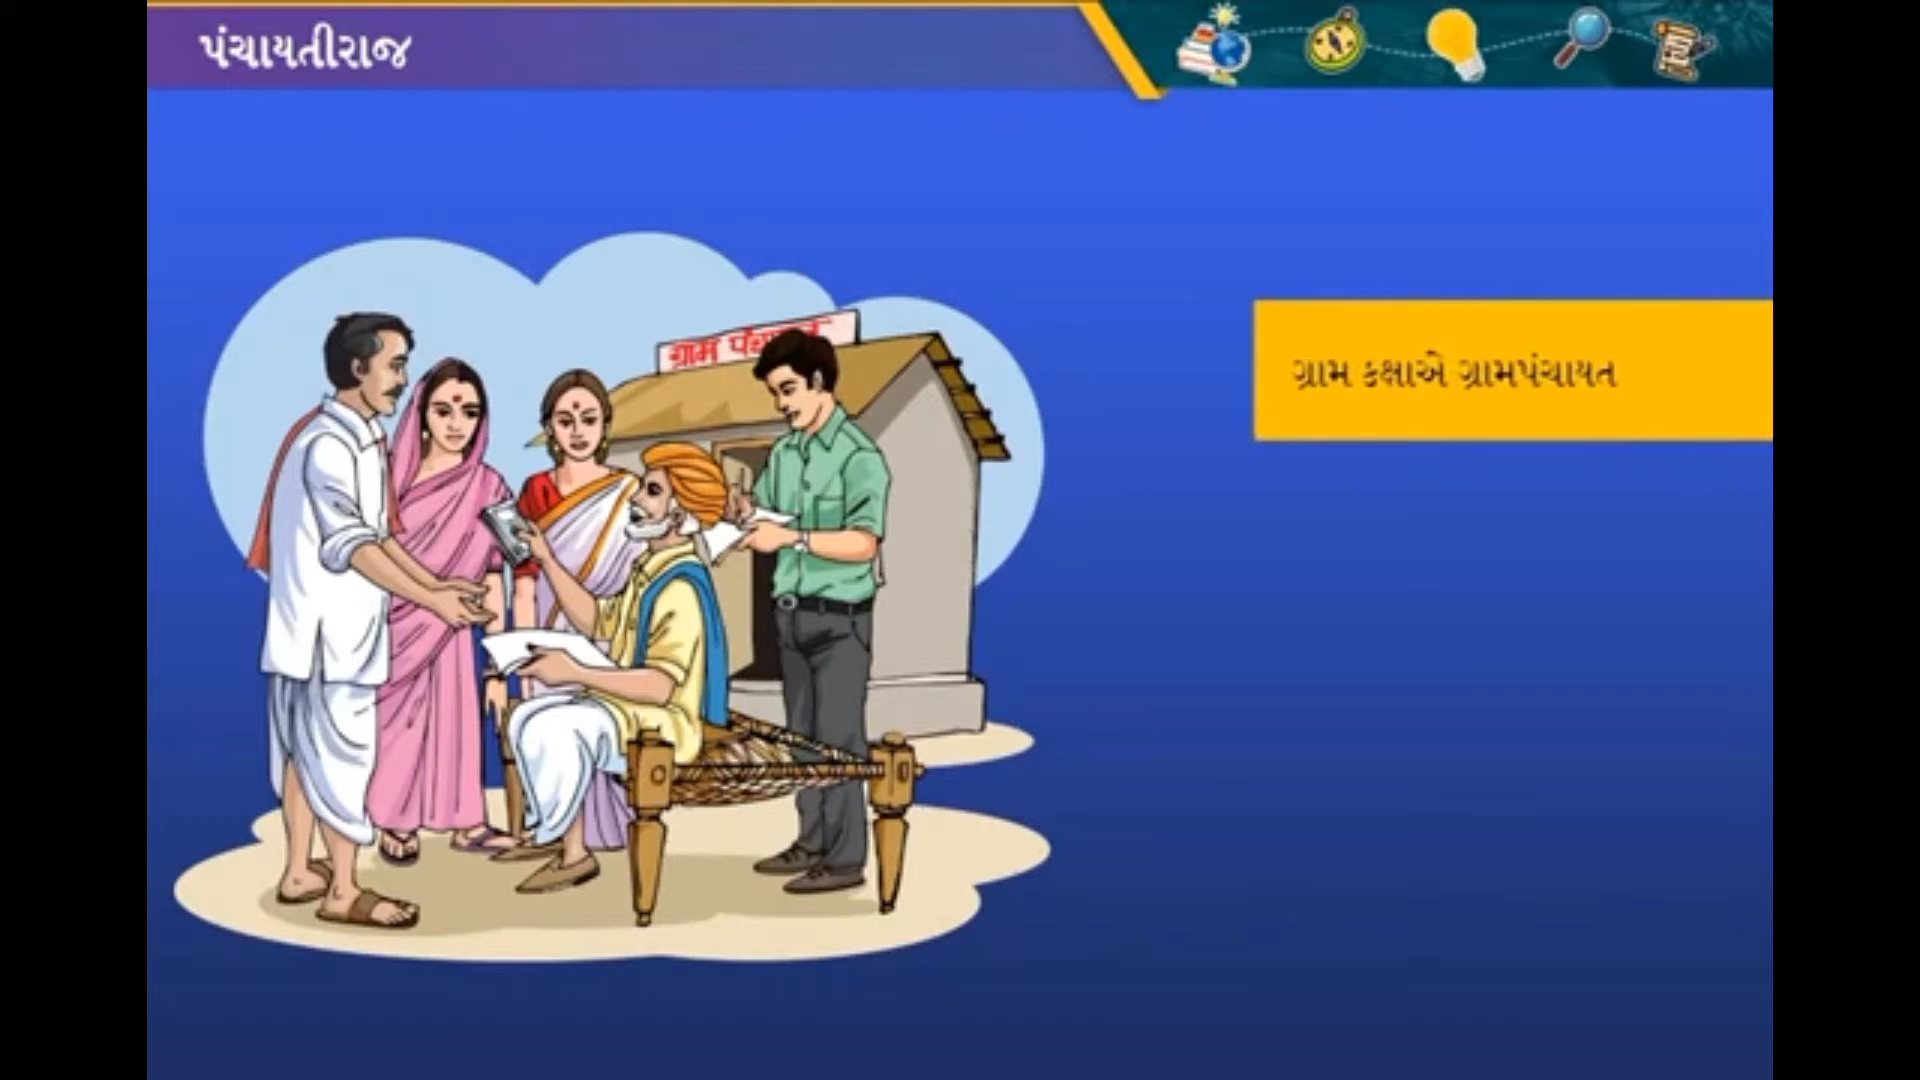 પંચાયતીરાજ
ग्राम
ગ્રામ કક્ષાએ ગ્રામપંચાયત